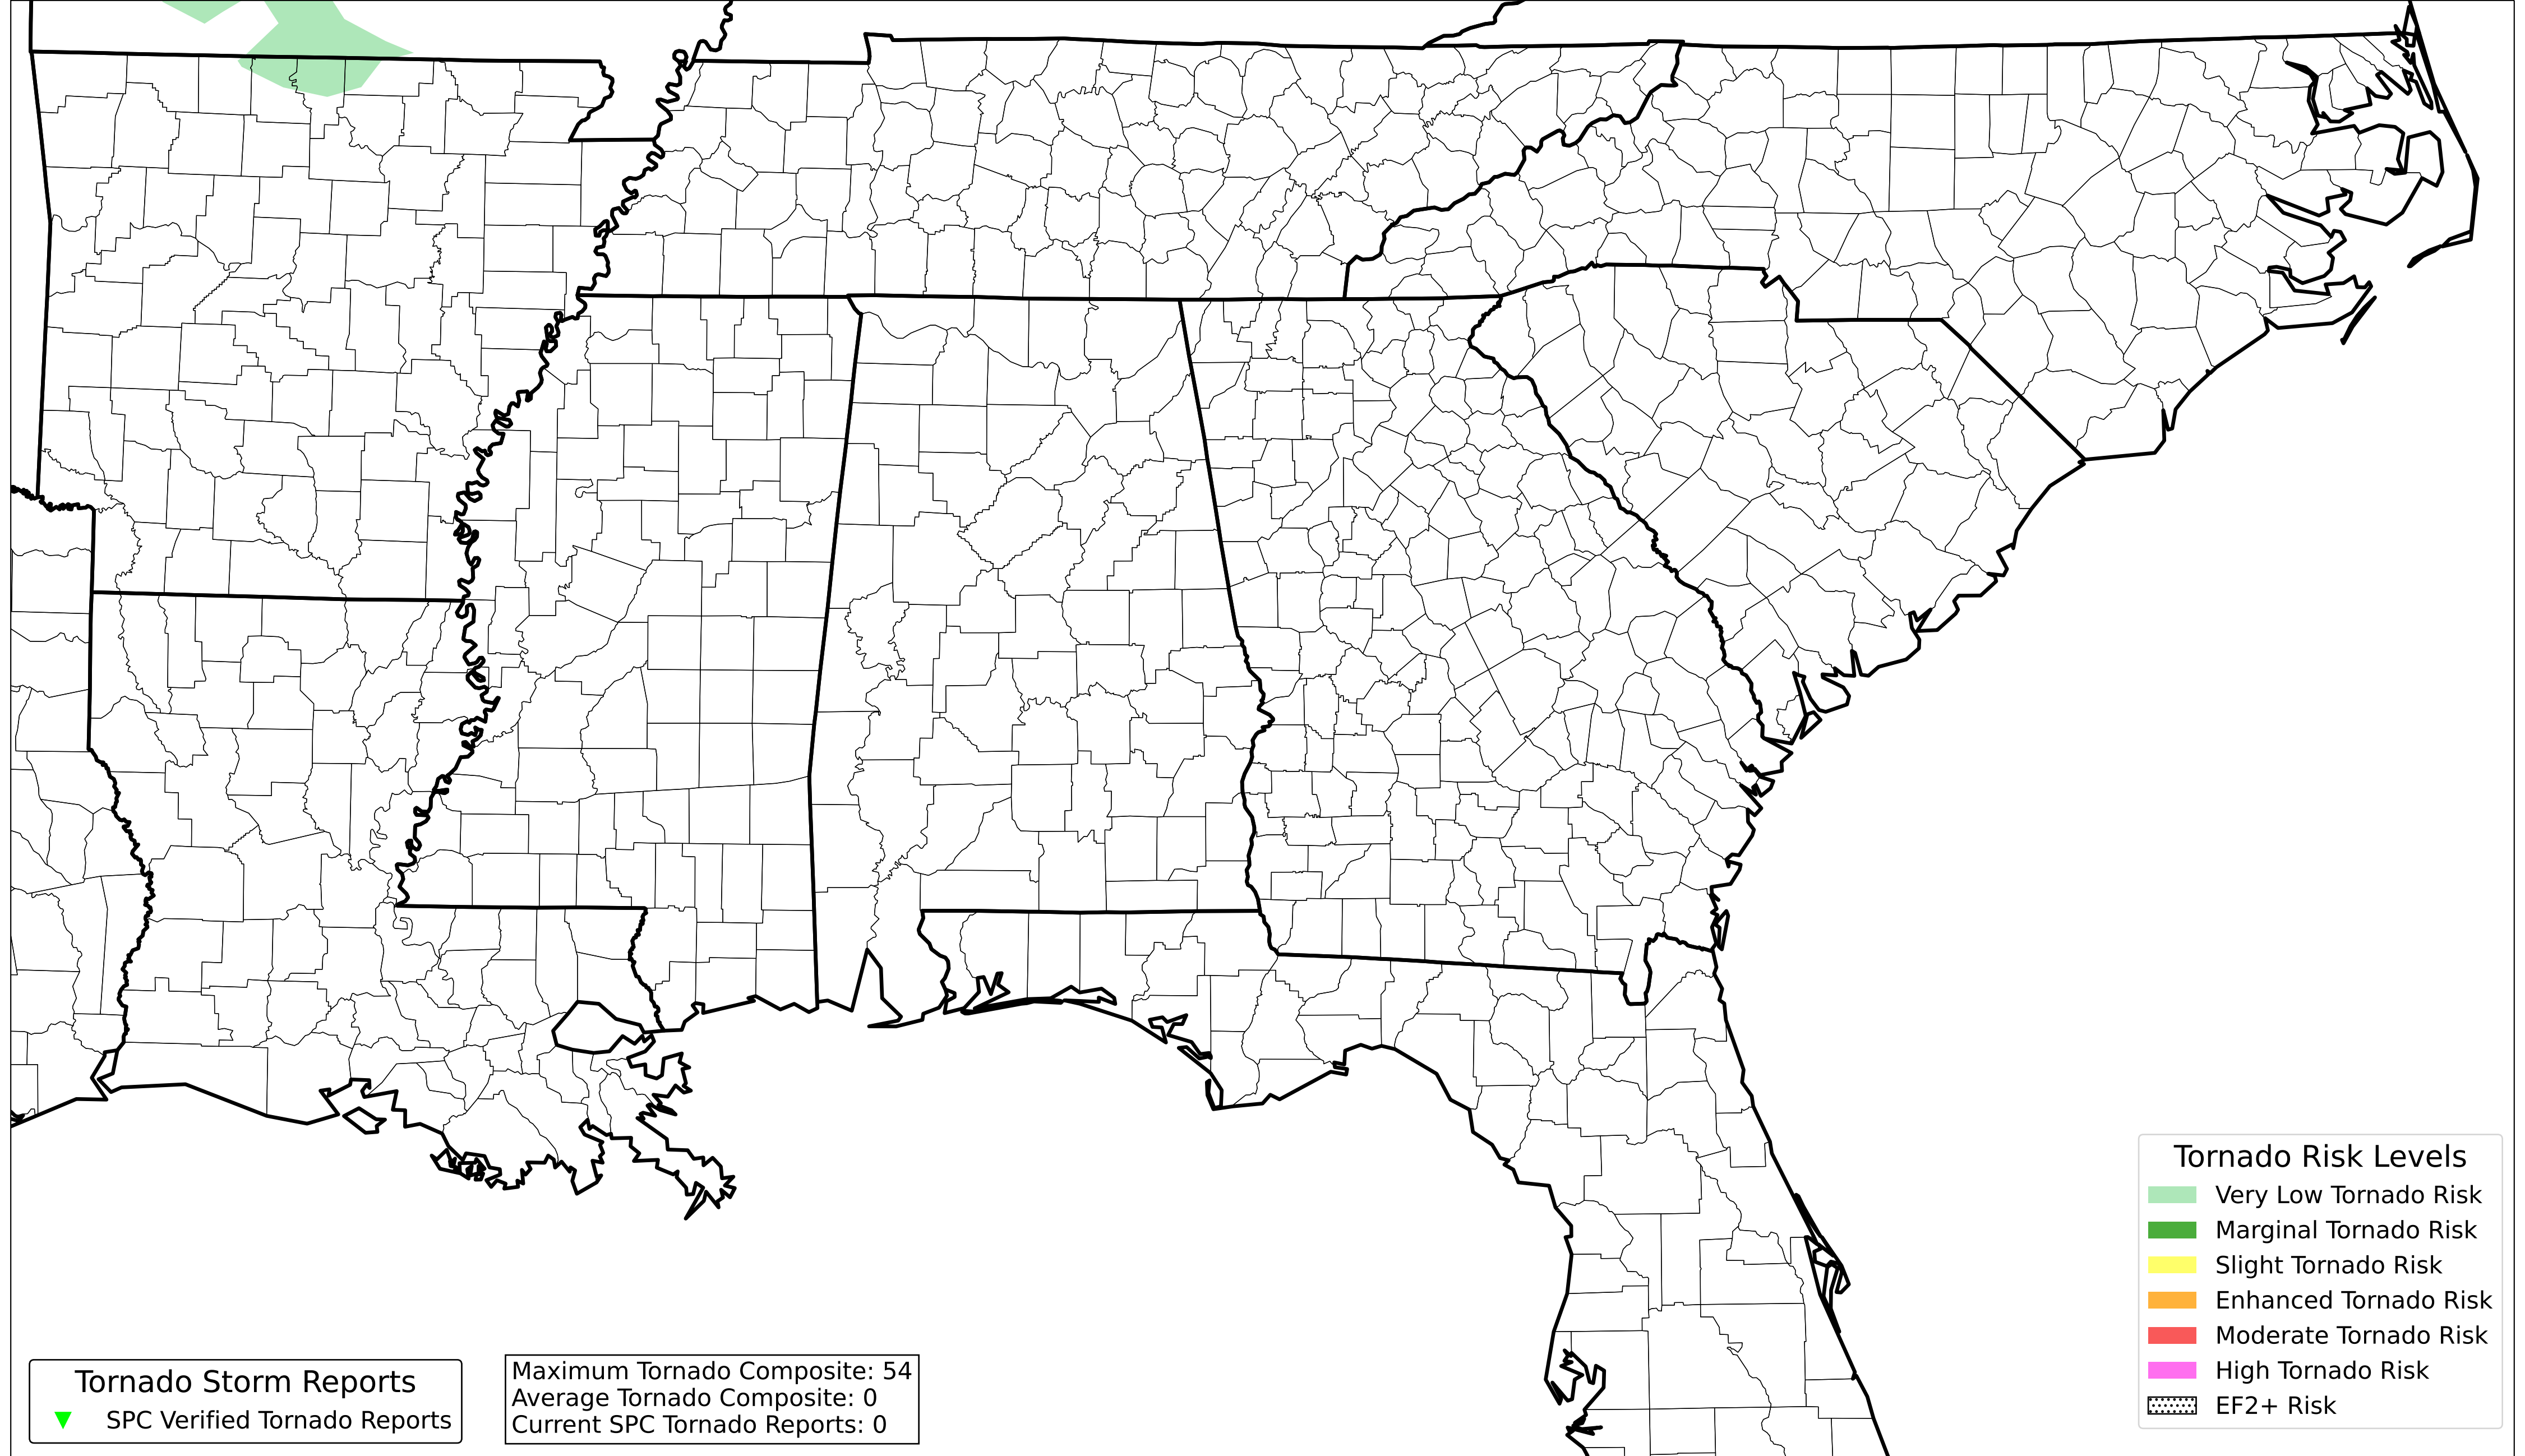 Tornado Storm Reports
SPC Verified Tornado Reports
Maximum Tornado Composite: 54
Average Tornado Composite: 0
Current SPC Tornado Reports: 0
Tornado Risk Levels
Very Low Tornado Risk
Marginal Tornado Risk
Slight Tornado Risk
Enhanced Tornado Risk
Moderate Tornado Risk
High Tornado Risk
EF2+ Risk